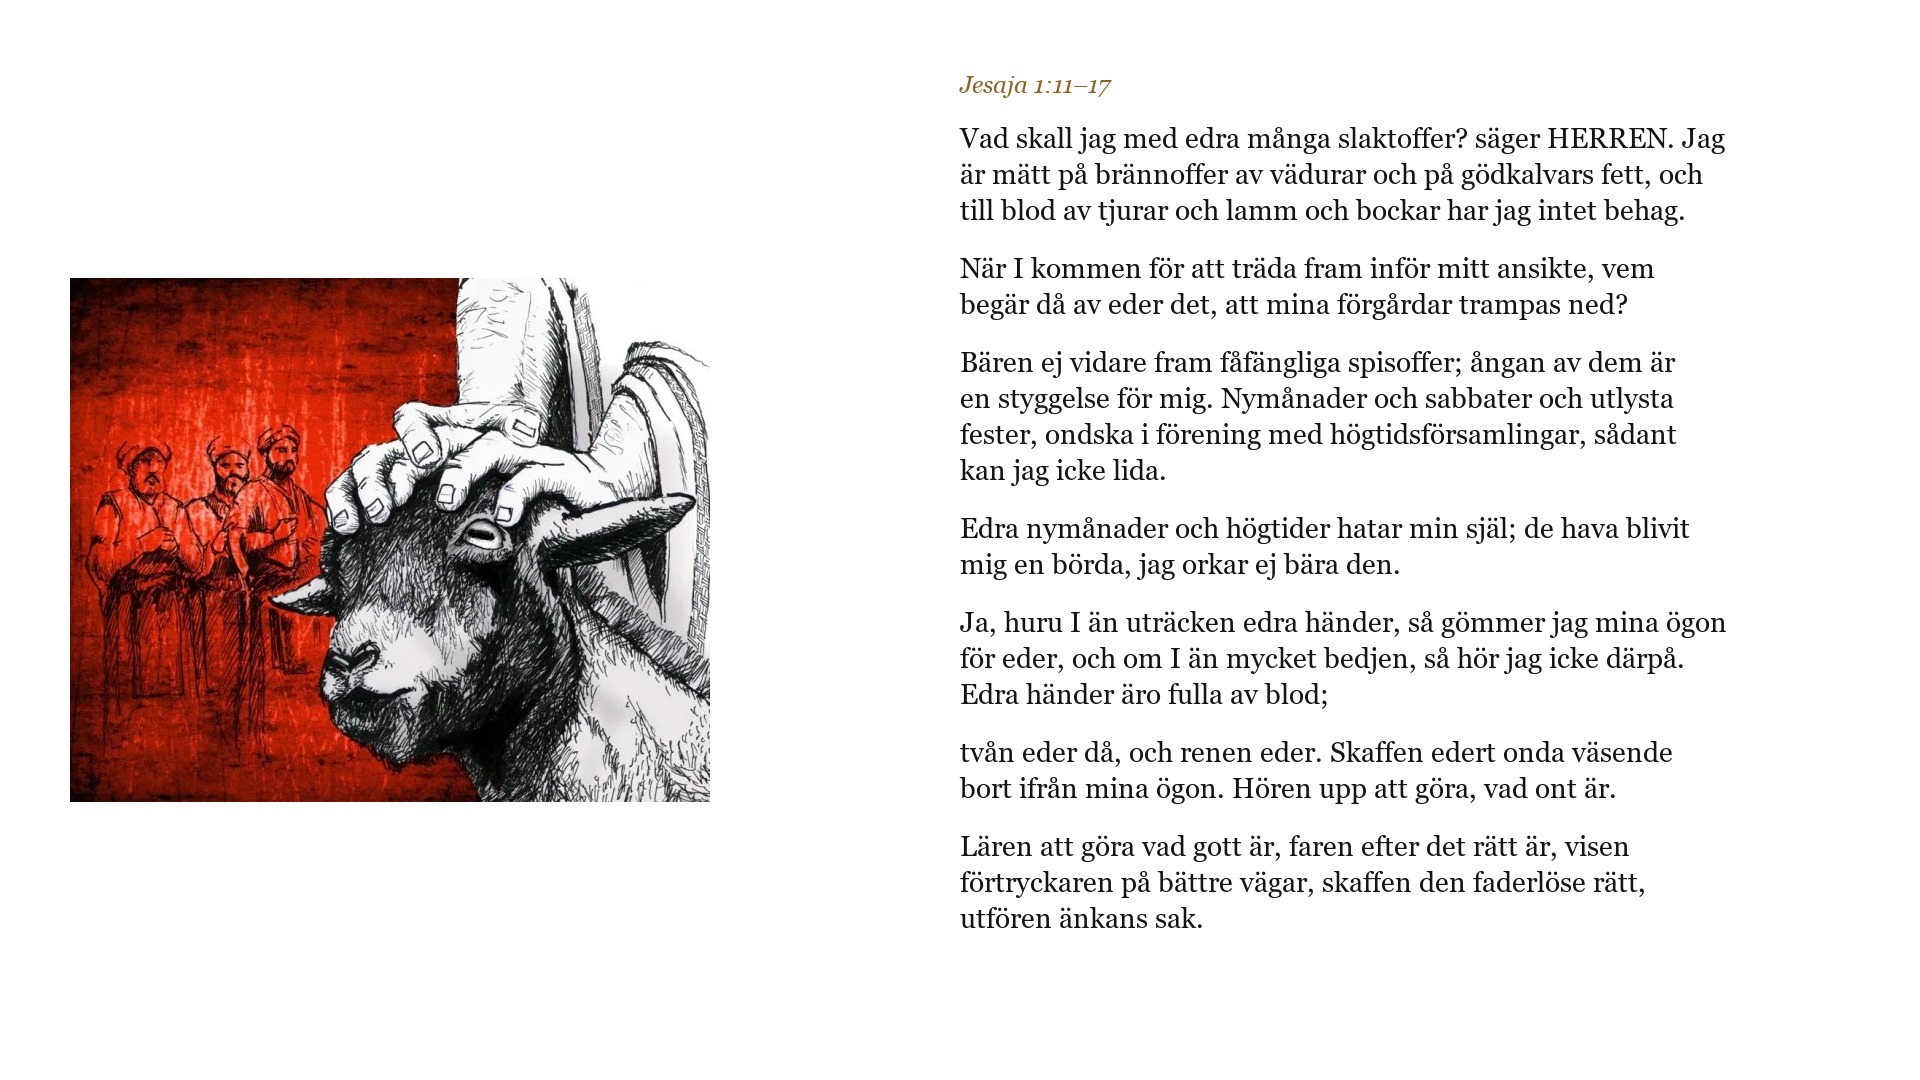 Jesaja 1:11–17
Vad skall jag med edra många slaktoffer? säger HERREN. Jag
är mätt på brännoffer av vädurar och på gödkalvars fett, och
till blod av tjurar och lamm och bockar har jag intet behag.
När I kommen för att träda fram inför mitt ansikte, vem
begär då av eder det, att mina förgårdar trampas ned?
Bären ej vidare fram fåfängliga spisoffer; ångan av dem är
en styggelse för mig. Nymånader och sabbater och utlysta
fester, ondska i förening med högtidsförsamlingar, sådant
kan jag icke lida.
Edra nymånader och högtider hatar min själ; de hava blivit
mig en börda, jag orkar ej bära den.
Ja, huru I än uträcken edra händer, så gömmer jag mina ögon
för eder, och om I än mycket bedjen, så hör jag icke därpå.
Edra händer äro fulla av blod;
tvån eder då, och renen eder. Skaffen edert onda väsende
bort ifrån mina ögon. Hören upp att göra, vad ont är.
Lären att göra vad gott är, faren efter det rätt är, visen
förtryckaren på bättre vägar, skaffen den faderlöse rätt,
utfören änkans sak.